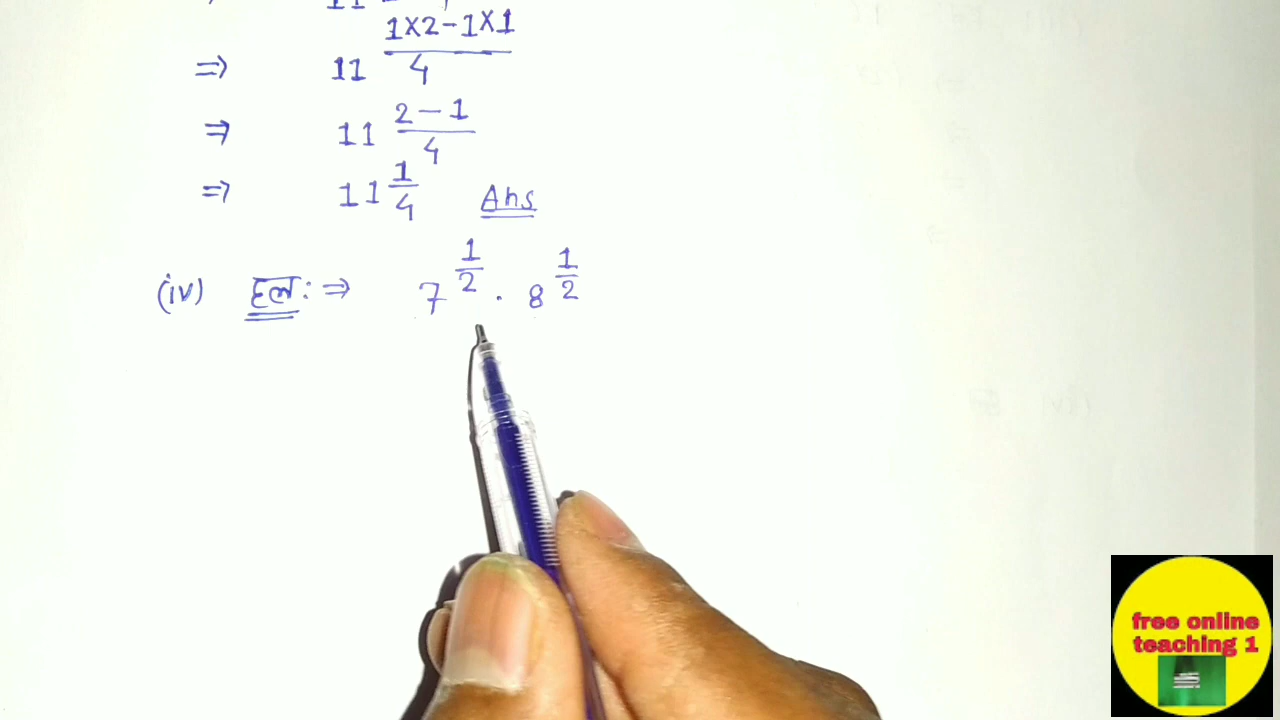 ⇒ 11 (1×2-1×1)/4
⇒ 11 (2-1)/4
⇒ 11 1/4 Ans
(iv) हल:⇒ 7^(1/2) . 8^(1/2)
free online
teaching 1